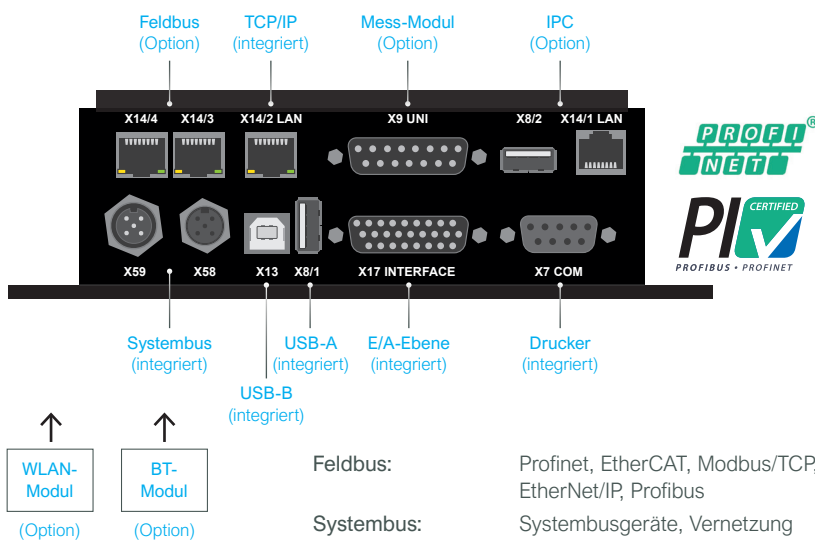 Feldbus TCP/IP Mess-Modul IPC
(Option) (integriert) (Option) (Option)
X14/4 X14/3 X14/2 LAN X9 UNI X8/2 X14/1 LAN
PROFI®
NET
PI CERTIFIED
PROFIBUS • PROFINET
X59 X58 X13 X8/1 X17 INTERFACE X7 COM
Systembus USB-A E/A-Ebene Drucker
(integriert) (integriert) (integriert) (integriert)
USB-B
(integriert)
WLAN-
Modul
(Option)
BT-
Modul
(Option)
Feldbus: Profinet, EtherCAT, Modbus/TCP,
EtherNet/IP, Profibus
Systembus: Systembusgeräte, Vernetzung